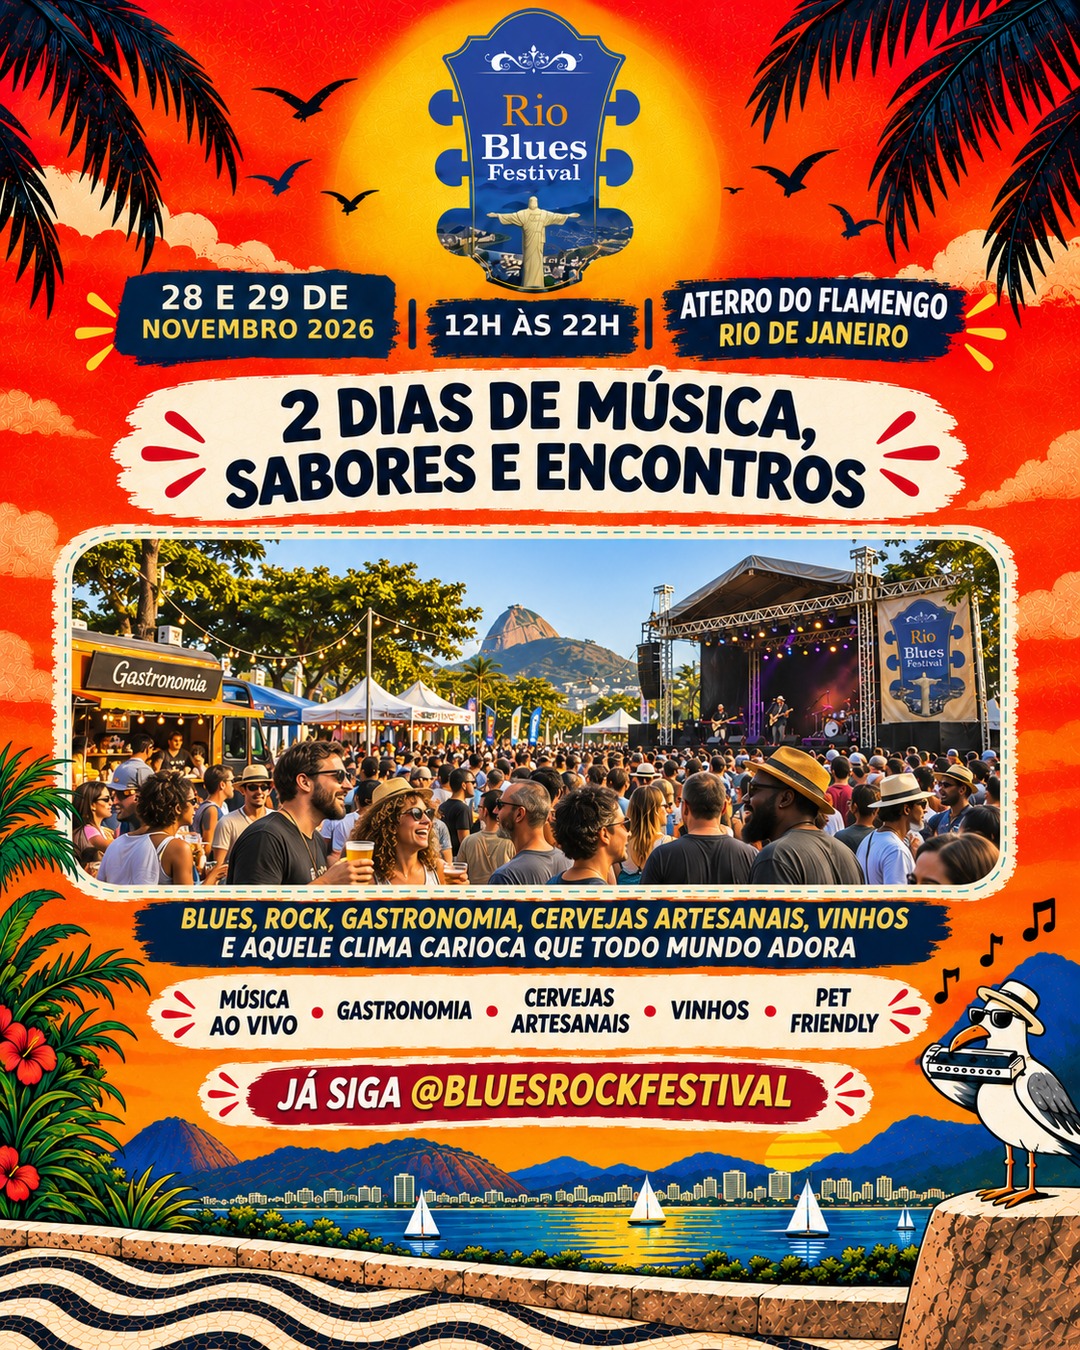 Rio
Blues
Festival
28 E 29 DE
NOVEMBRO 2026
12H ÀS 22H
ATERRO DO FLAMENGO
RIO DE JANEIRO
2 DIAS DE MÚSICA,
SABORES E ENCONTROS
Gastronomia
Rio
Blues
Festival
BLUES, ROCK, GASTRONOMIA, CERVEJAS ARTESANAIS, VINHOS
E AQUELE CLIMA CARIOCA QUE TODO MUNDO ADORA
MÚSICA
AO VIVO
•
GASTRONOMIA
•
CERVEJAS
ARTESANAIS
•
VINHOS
•
PET
FRIENDLY
JÁ SIGA @BLUESROCKFESTIVAL